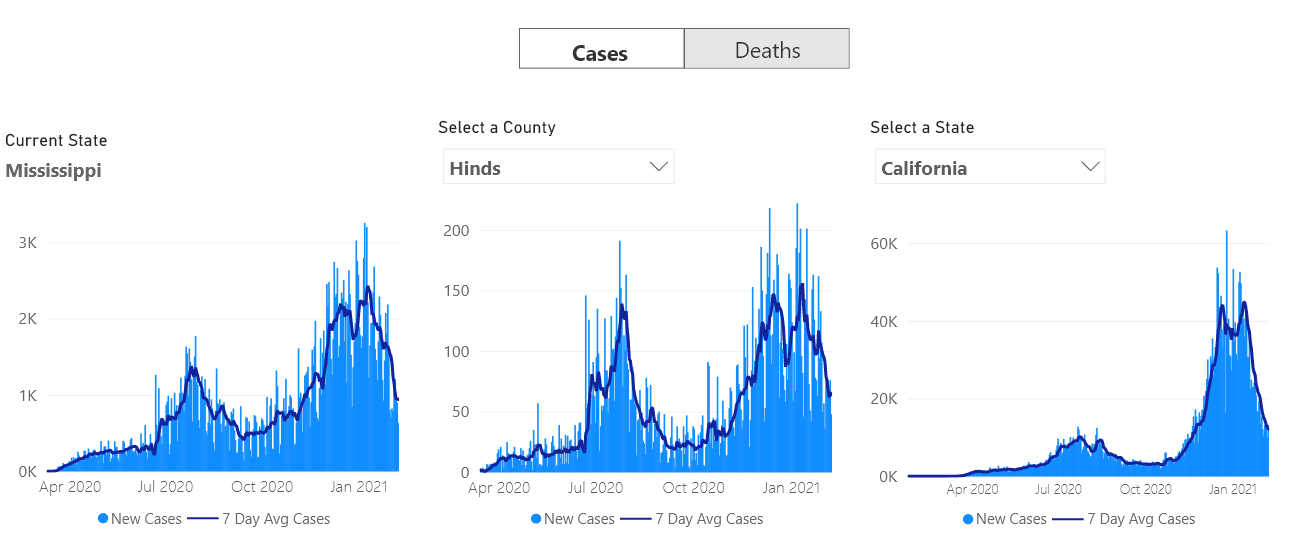 Cases
Deaths
Current State
Mississippi
3K
2K
1K
0K
Apr 2020 Jul 2020 Oct 2020 Jan 2021
New Cases 7 Day Avg Cases
Select a County
Hinds
200
150
100
50
0
Apr 2020 Jul 2020 Oct 2020 Jan 2021
New Cases 7 Day Avg Cases
Select a State
California
60K
40K
20K
0K
Apr 2020 Jul 2020 Oct 2020 Jan 2021
New Cases 7 Day Avg Cases